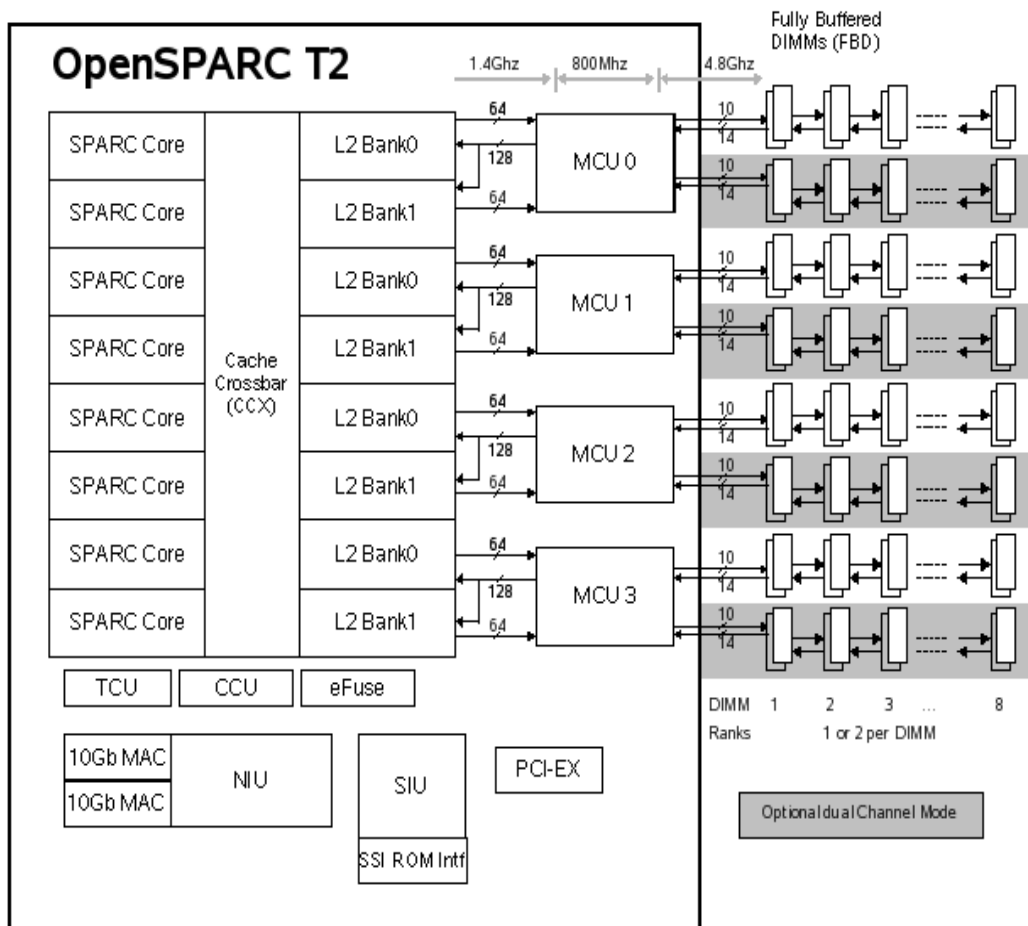 Fully Buffered
DIMMs (FBD)
OpenSPARC T2
1.4Ghz 800Mhz 4.8Ghz
SPARC Core
SPARC Core
SPARC Core
SPARC Core
SPARC Core
SPARC Core
SPARC Core
SPARC Core
Cache
Crossbar
(CCX)
L2 Bank0
L2 Bank1
L2 Bank0
L2 Bank1
L2 Bank0
L2 Bank1
L2 Bank0
L2 Bank1
64
128
64
64
128
64
64
128
64
64
128
64
MCU 0
MCU 1
MCU 2
MCU 3
10
14
10
14
10
14
10
14
10
14
10
14
10
14
10
14
TCU
CCU
eFuse
DIMM 1 2 3 ... 8
Ranks 1 or 2 per DIMM
10Gb MAC
10Gb MAC
NIU
SIU
SSI ROM Intf
PCI-EX
Optional dual Channel Mode